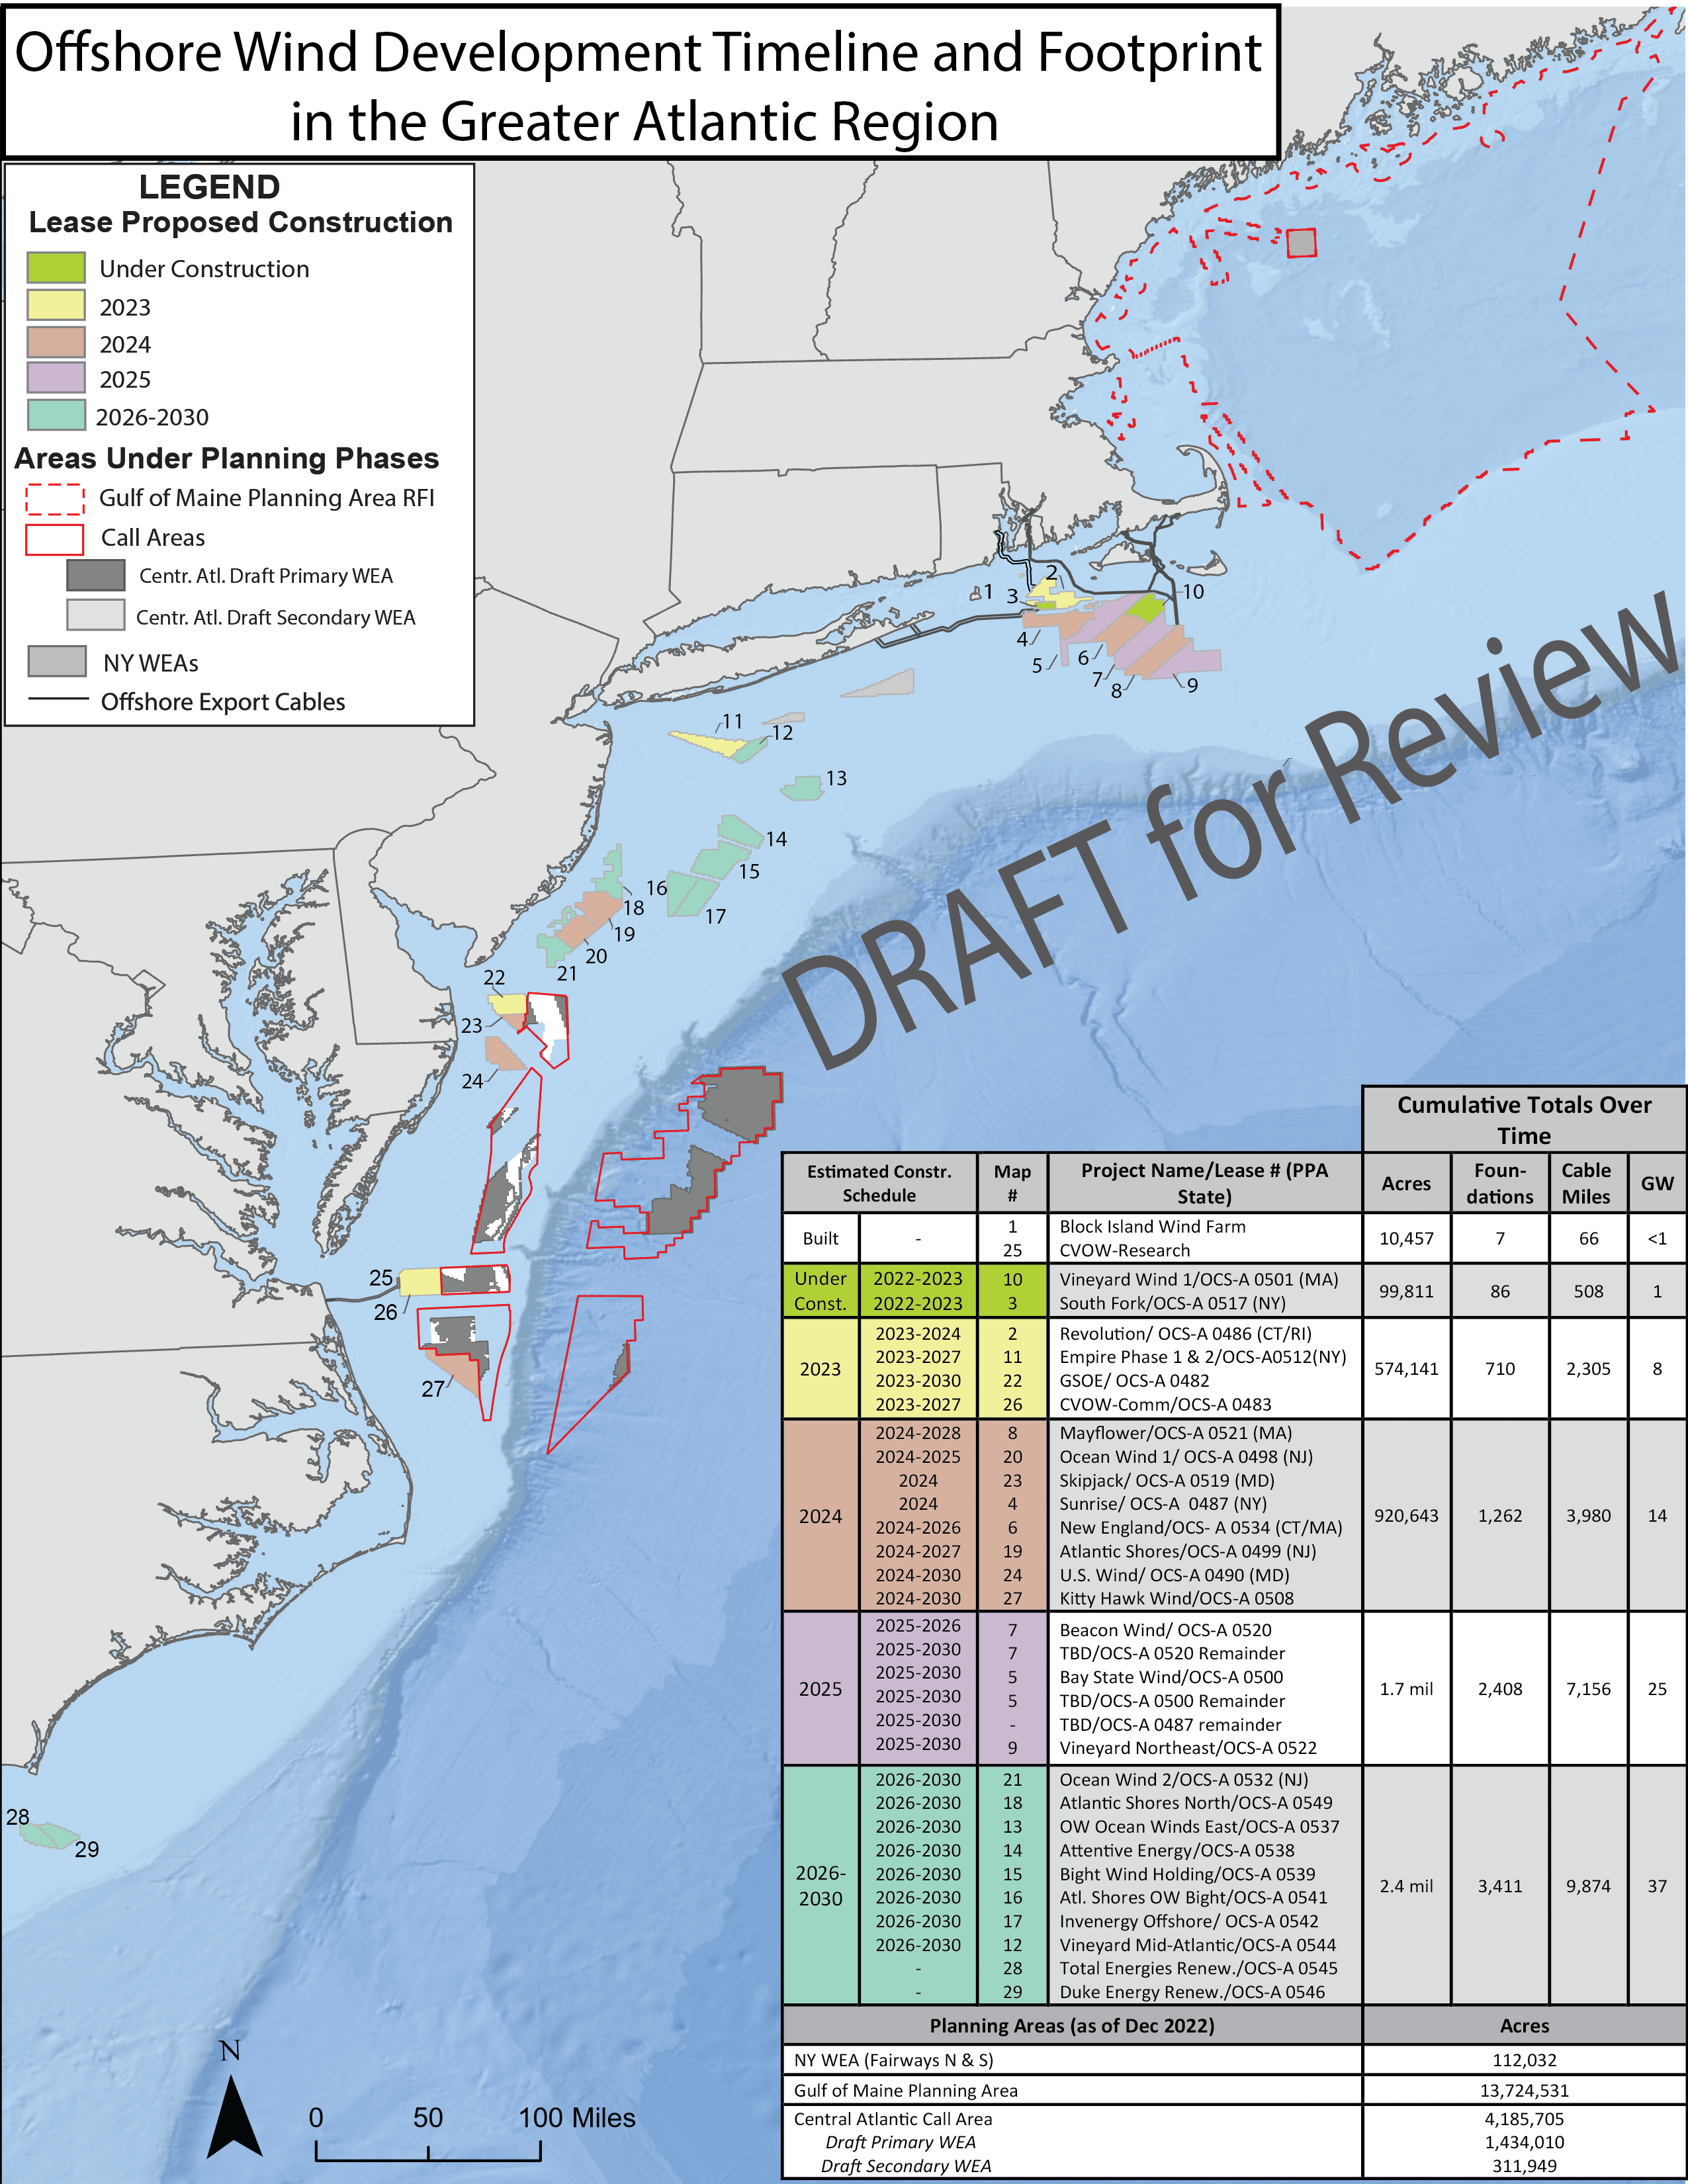 Offshore Wind Development Timeline and Footprint
in the Greater Atlantic Region
LEGEND
Lease Proposed Construction
Under Construction
2023
2024
2025
2026-2030
Areas Under Planning Phases
Gulf of Maine Planning Area RFI
Call Areas
Centr. Atl. Draft Primary WEA
Centr. Atl. Draft Secondary WEA
NY WEAs
Offshore Export Cables
1
2
3
4
5
6
7
8
9
10
11
12
13
14
15
16
17
18
19
20
21
22
23
24
25
26
27
28
29
DRAFT for Review
Cumulative Totals Over
Time
Estimated Constr.
Schedule
Map
#
Project Name/Lease # (PPA
State)
Acres
Foun-
dations
Cable
Miles
GW
Built - 1 Block Island Wind Farm 10,457 7 66 <1
25 CVOW-Research
Under
Const.
2022-2023 10 Vineyard Wind 1/OCS-A 0501 (MA)
2022-2023 3 South Fork/OCS-A 0517 (NY)
99,811 86 508 1
2023
2023-2024 2 Revolution/ OCS-A 0486 (CT/RI)
2023-2027 11 Empire Phase 1 & 2/OCS-A0512(NY)
2023-2030 22 GSOE/ OCS-A 0482
2023-2027 26 CVOW-Comm/OCS-A 0483
574,141 710 2,305 8
2024
2024-2028 8 Mayflower/OCS-A 0521 (MA)
2024-2025 20 Ocean Wind 1/ OCS-A 0498 (NJ)
2024 23 Skipjack/ OCS-A 0519 (MD)
2024 4 Sunrise/ OCS-A 0487 (NY)
2024-2026 6 New England/OCS- A 0534 (CT/MA)
2024-2027 19 Atlantic Shores/OCS-A 0499 (NJ)
2024-2030 24 U.S. Wind/ OCS-A 0490 (MD)
2024-2030 27 Kitty Hawk Wind/OCS-A 0508
920,643 1,262 3,980 14
2025
2025-2026 7 Beacon Wind/ OCS-A 0520
2025-2030 7 TBD/OCS-A 0520 Remainder
2025-2030 5 Bay State Wind/OCS-A 0500
2025-2030 5 TBD/OCS-A 0500 Remainder
2025-2030 - TBD/OCS-A 0487 remainder
2025-2030 9 Vineyard Northeast/OCS-A 0522
1.7 mil 2,408 7,156 25
2026-
2030
2026-2030 21 Ocean Wind 2/OCS-A 0532 (NJ)
2026-2030 18 Atlantic Shores North/OCS-A 0549
2026-2030 13 OW Ocean Winds East/OCS-A 0537
2026-2030 14 Attentive Energy/OCS-A 0538
2026-2030 15 Bight Wind Holding/OCS-A 0539
2026-2030 16 Atl. Shores OW Bight/OCS-A 0541
2026-2030 17 Invenergy Offshore/ OCS-A 0542
2026-2030 12 Vineyard Mid-Atlantic/OCS-A 0544
- 28 Total Energies Renew./OCS-A 0545
- 29 Duke Energy Renew./OCS-A 0546
2.4 mil 3,411 9,874 37
Planning Areas (as of Dec 2022) Acres
NY WEA (Fairways N & S) 112,032
Gulf of Maine Planning Area 13,724,531
Central Atlantic Call Area 4,185,705
Draft Primary WEA 1,434,010
Draft Secondary WEA 311,949
N
0 50 100 Miles